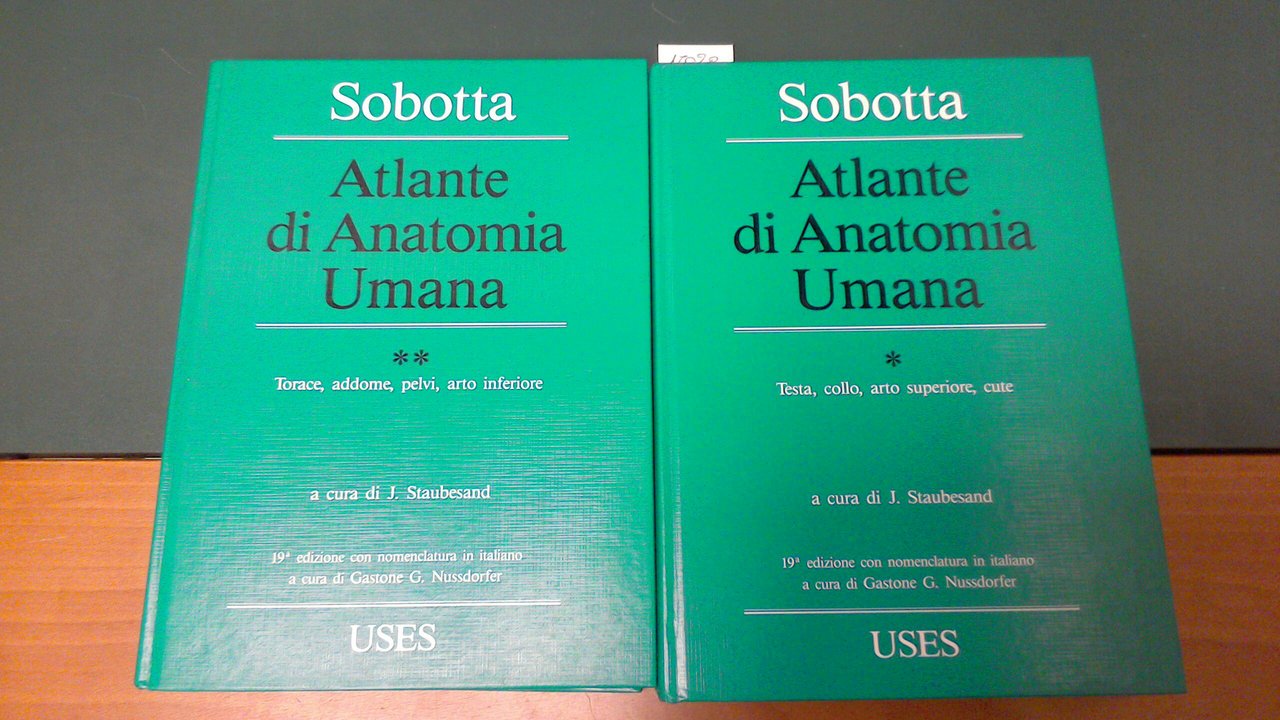 Sobotta
Atlante
di Anatomia
Umana
**
Torace, addome, pelvi, arto inferiore
a cura di J. Staubesand
19ª edizione con nomenclatura in italiano
a cura di Gastone G. Nussdorfer
USES
Sobotta
Atlante
di Anatomia
Umana
*
Testa, collo, arto superiore, cute
a cura di J. Staubesand
19ª edizione con nomenclatura in italiano
a cura di Gastone G. Nussdorfer
USES